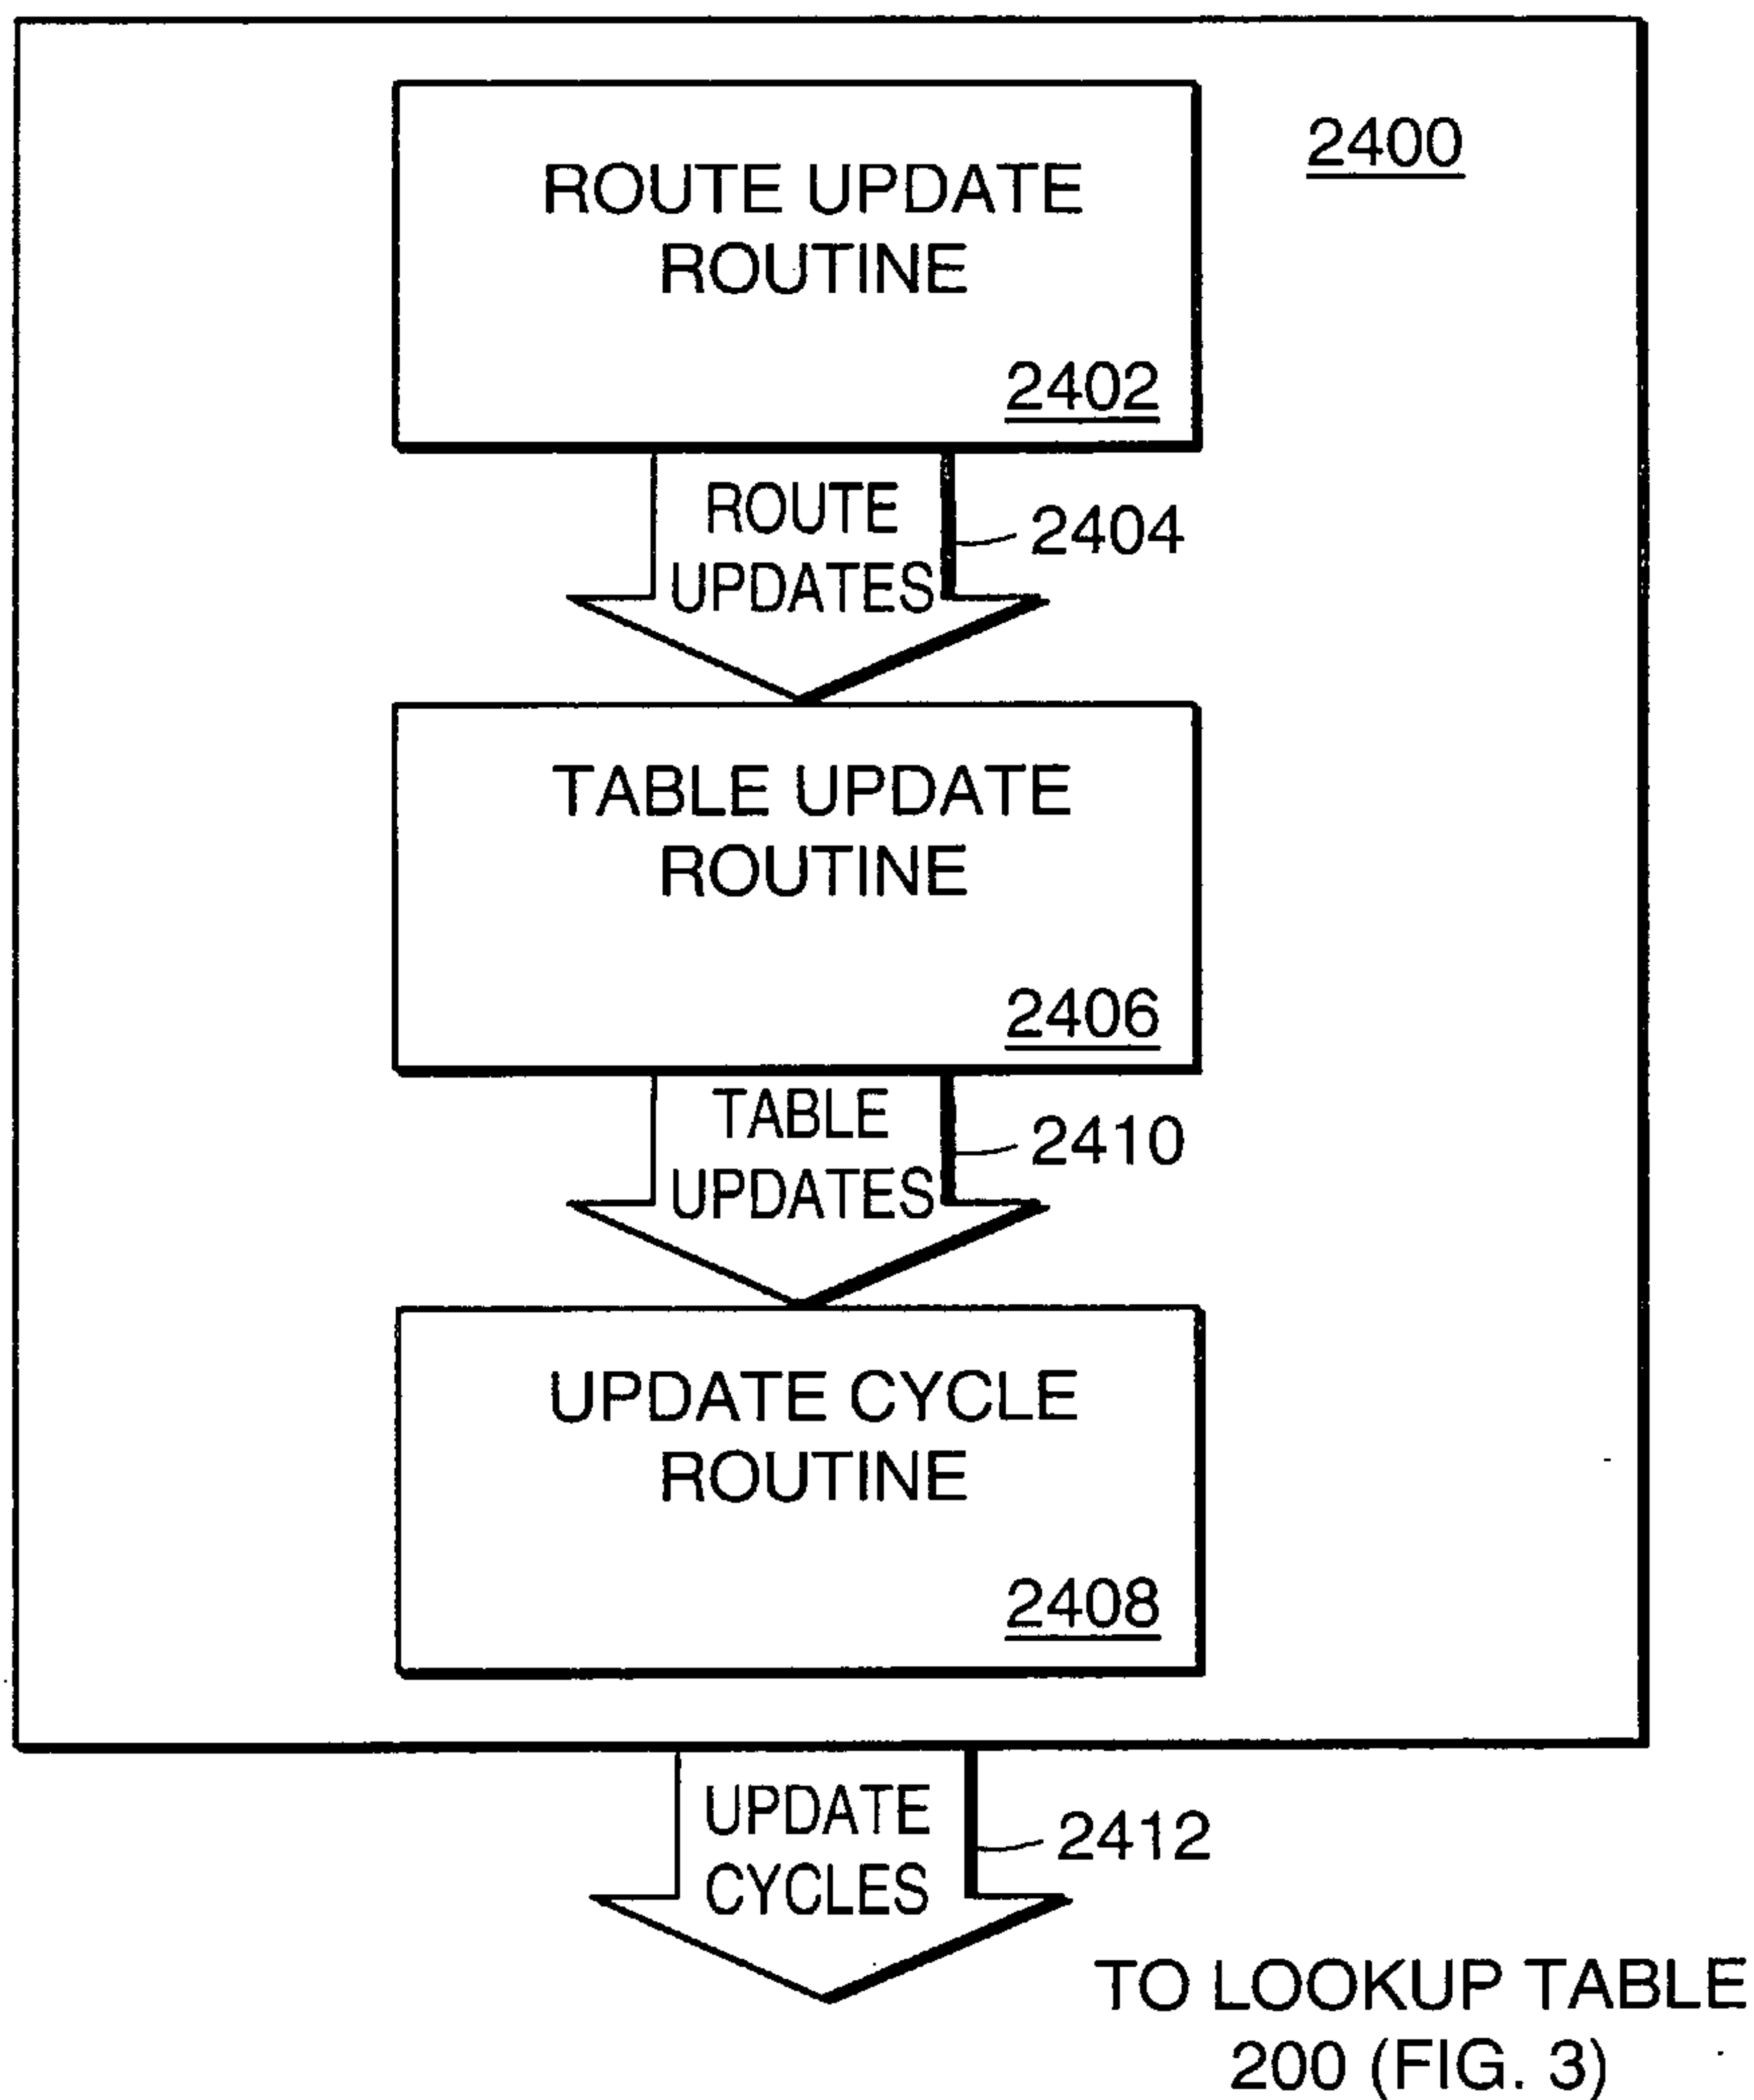 2400
ROUTE UPDATE
ROUTINE
2402
ROUTE
UPDATES
2404
TABLE UPDATE
ROUTINE
2406
TABLE
UPDATES
2410
UPDATE CYCLE
ROUTINE
2408
UPDATE
CYCLES
2412
TO LOOKUP TABLE
200 (FIG. 3)